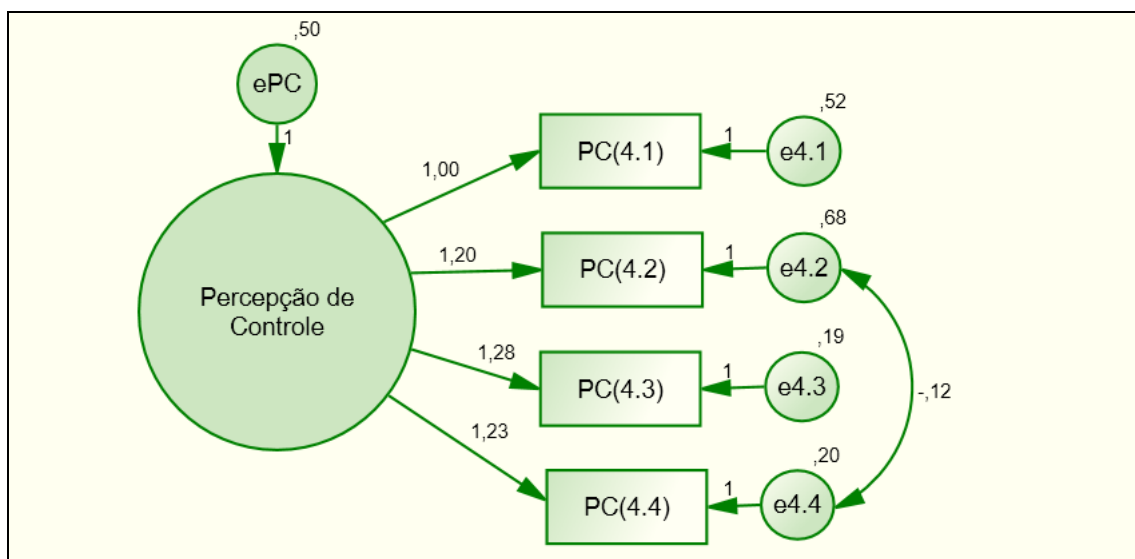 ,50
ePC
1
,52
PC(4.1)
1
e4.1
1,00
,68
1,20
PC(4.2)
1
e4.2
Percepção de
Controle
,19
1,28
PC(4.3)
1
e4.3
-,12
1,23
,20
PC(4.4)
1
e4.4